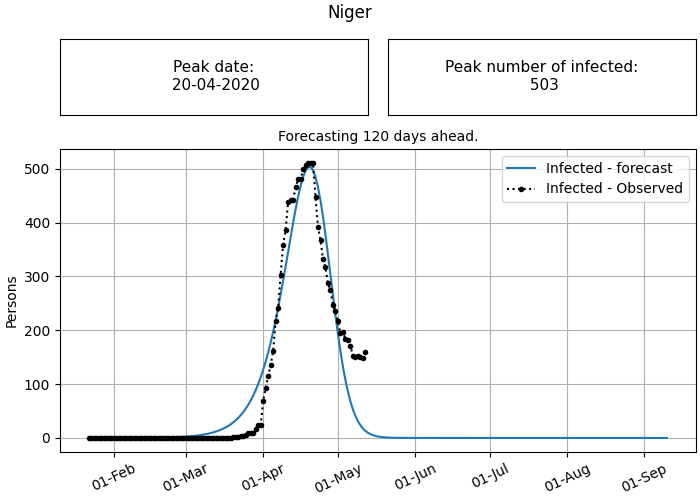 Niger
Peak date:
20-04-2020
Peak number of infected:
503
Forecasting 120 days ahead.
Infected - forecast
Infected - Observed
Persons
500
400
300
200
100
0
01-Feb
01-Mar
01-Apr
01-May
01-Jun
01-Jul
01-Aug
01-Sep